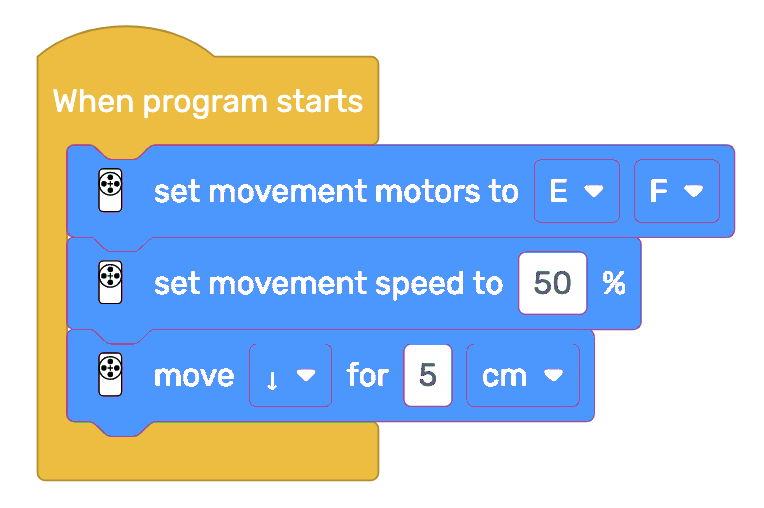 When program starts
set movement motors to E F
set movement speed to 50 %
move ↓ for 5 cm